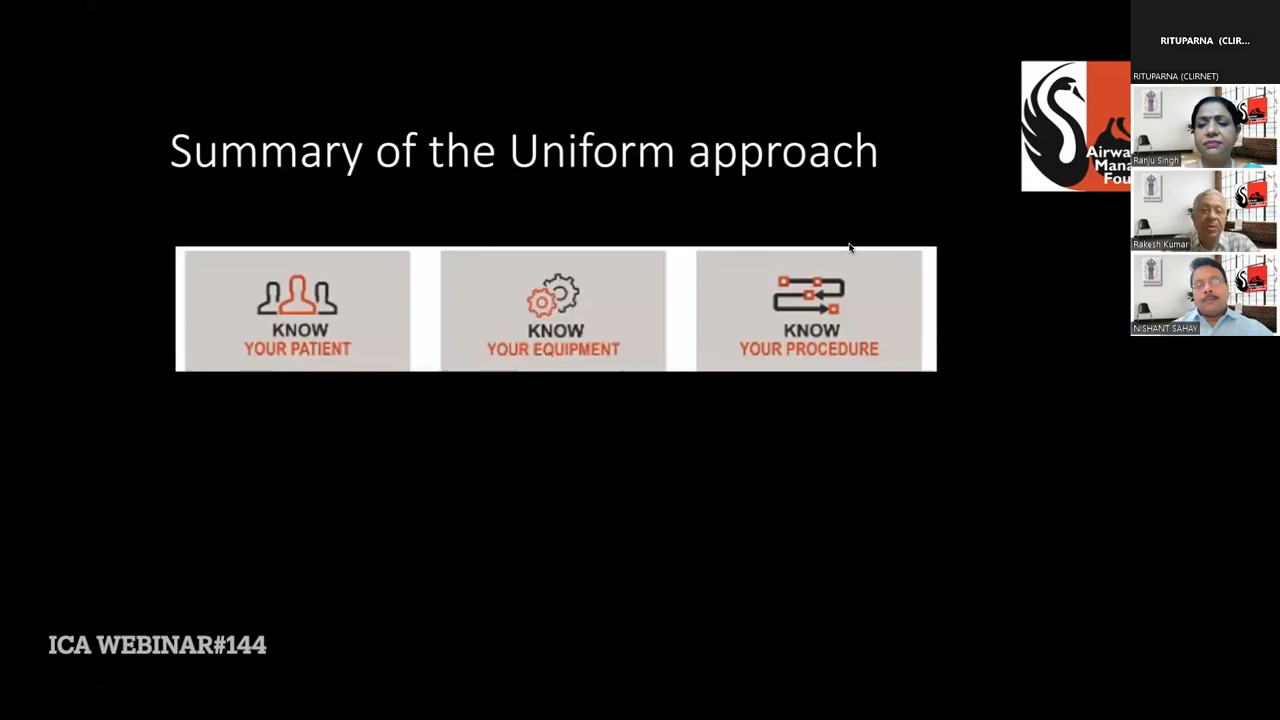 Summary of the Uniform approach
KNOW
YOUR PATIENT
KNOW
YOUR EQUIPMENT
KNOW
YOUR PROCEDURE
ICA WEBINAR#144
Airwa
Mana
Fou
RITUPARNA (CLIR...
RITUPARNA (CLIRNET)
Ranju Singh
Rakesh Kumar
NISHANT SAHAY